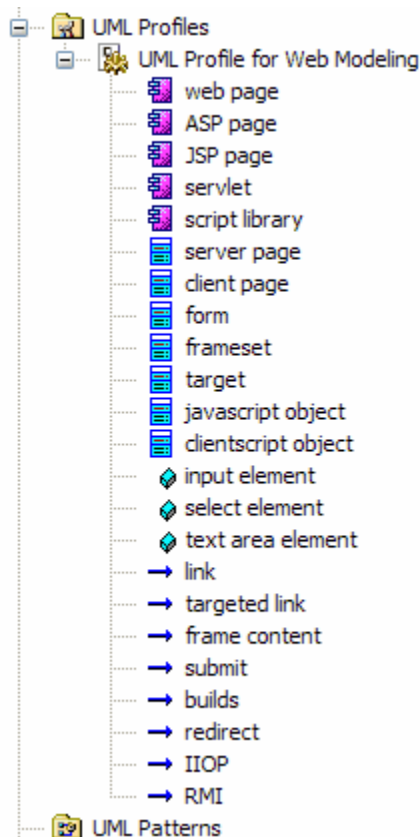 UML Profiles
UML Profile for Web Modeling
web page
ASP page
JSP page
servlet
script library
server page
client page
form
frameset
target
javascript object
clientscript object
input element
select element
text area element
link
targeted link
frame content
submit
builds
redirect
IIOP
RMI
UML Patterns